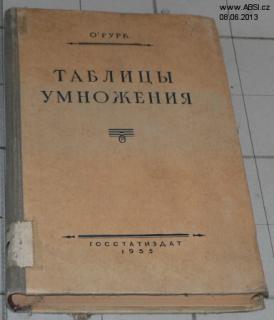 www.ABSI.cz
08.06.2013
О'РУРК
ТАБЛИЦЫ
УМНОЖЕНИЯ
ГОССТАТИЗДАТ
1955